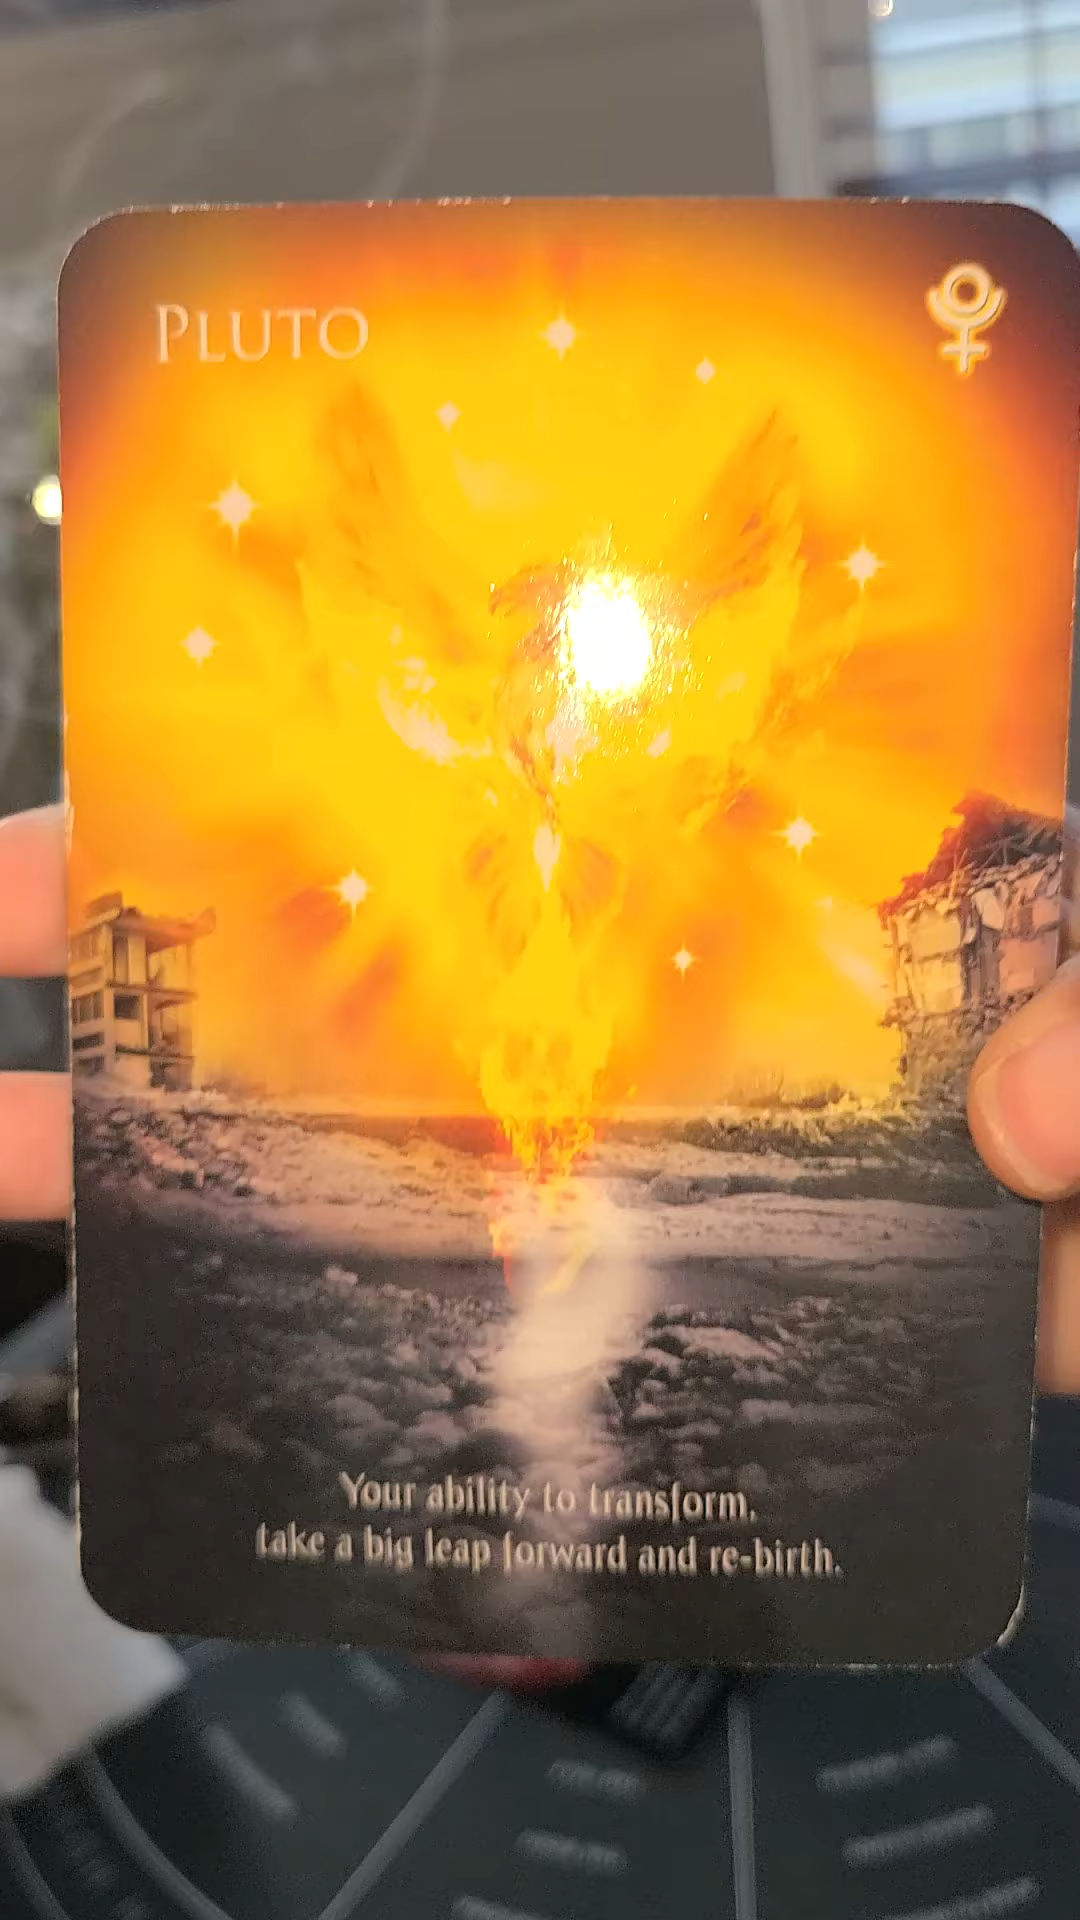 PLUTO
Your ability to transform,
take a big leap forward and re-birth.